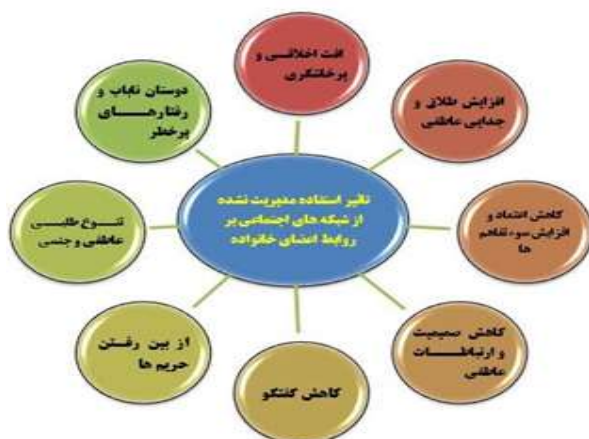 تأثیر استفاده مدیریت نشده
از شبکه های اجتماعی بر
روابط اعضای خانواده
افت اخلاقی و
پرخاشگری
افزایش طلاق و
جدایی عاطفی
کاهش اعتماد و
افزایش سوء تفاهم
ها
کاهش صمیمیت
و ارتباطات
عاطفی
کاهش گفتگو
از بین رفتن
حریم ها
تنوع طلبی
عاطفی و جنسی
دوستان ناباب و
رفتارهای
پرخطر